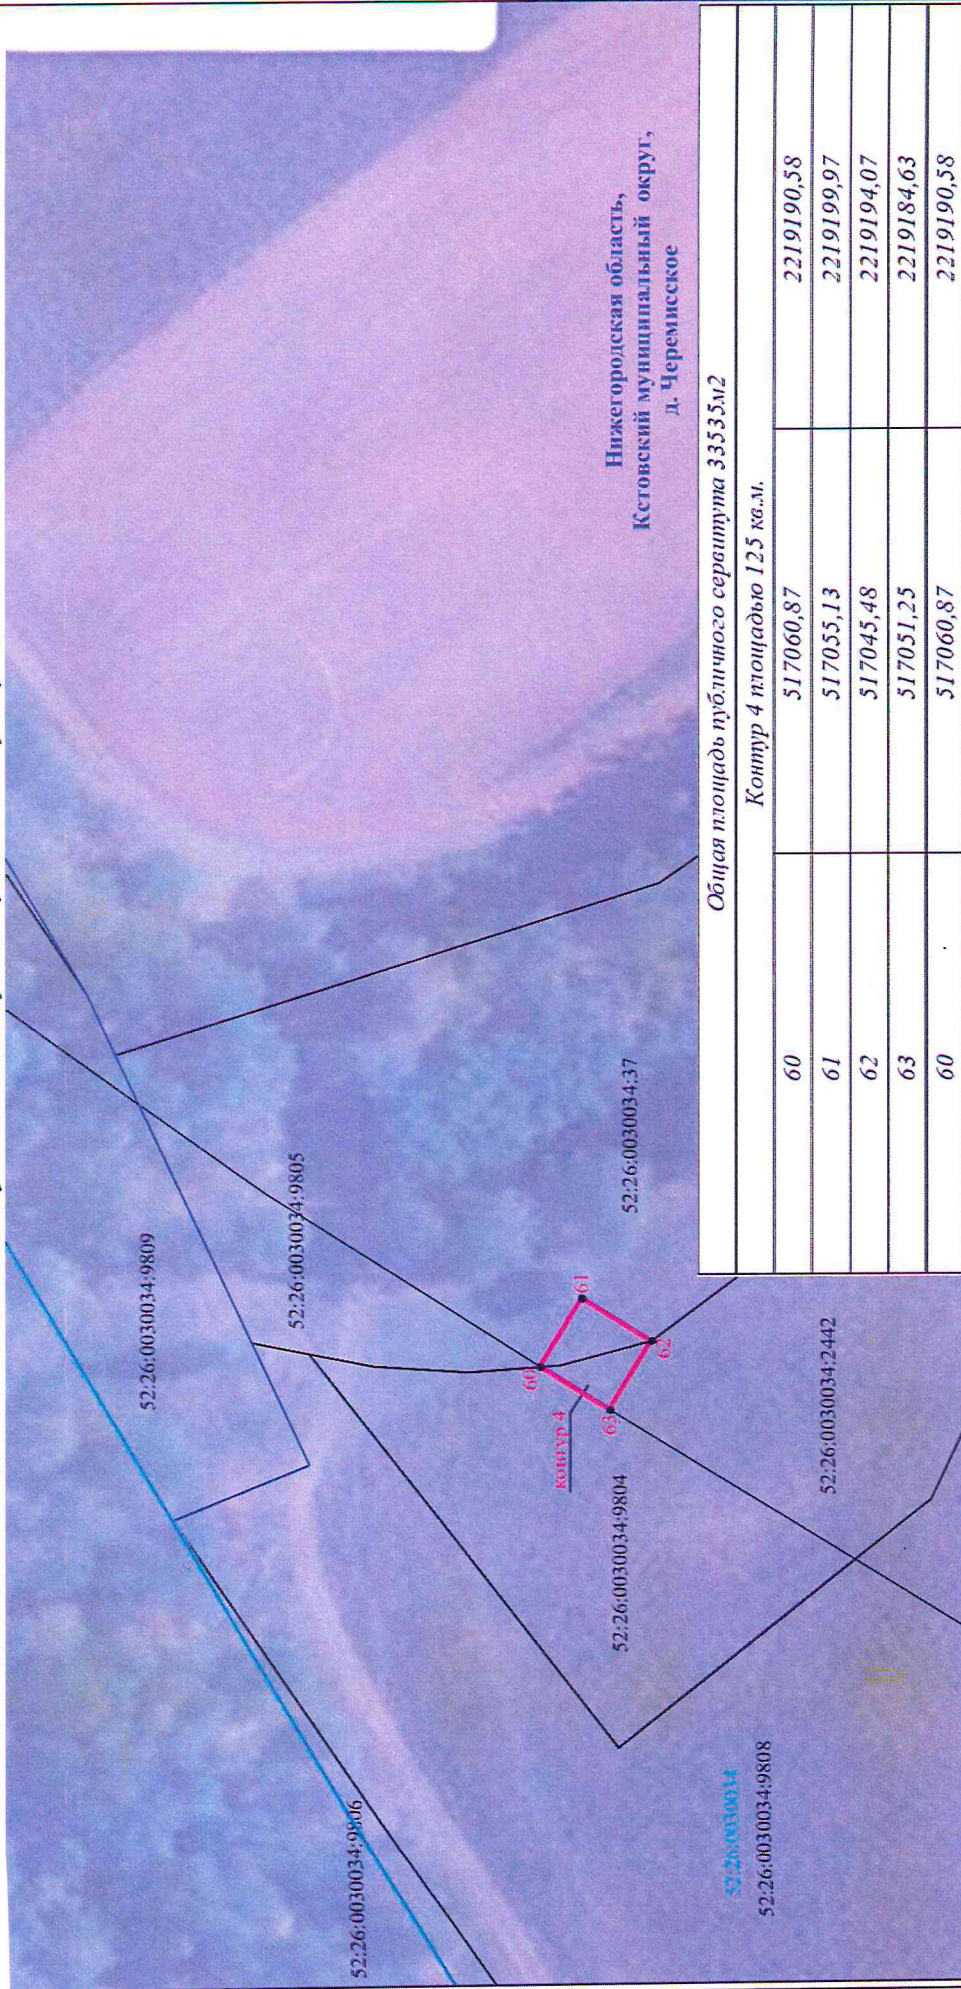 52:26:0030034:9806
52:26:0030034:9809
52:26:0030034:9805
Нижегородская область,
Кстовский муниципальный округ,
д. Черемисское
контур 4
60
61
62
63
52:26:0030034:37
52:26:0030034:9804
52:26:0030034:2442
52:26:0030034
52:26:0030034:9808
Общая площадь публичного сервитута 33535м2
Контур 4 площадью 125 кв.м.
60 517060,87 2219190,58
61 517055,13 2219199,97
62 517045,48 2219194,07
63 517051,25 2219184,63
60 517060,87 2219190,58